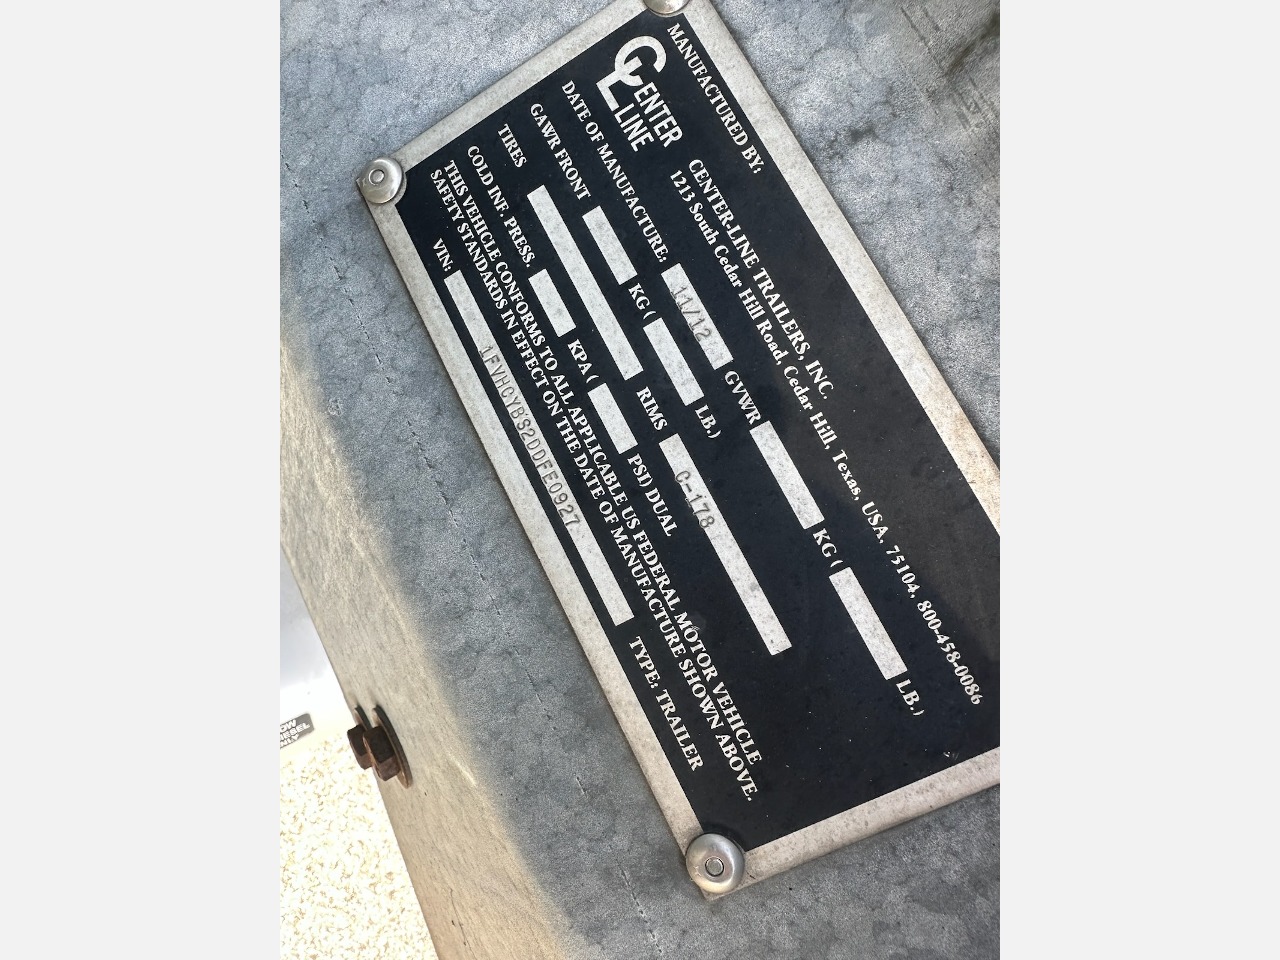 MANUFACTURED BY:
CENTER LINE
CENTER-LINE TRAILERS, INC.
1213 South Cedar Hill Road, Cedar Hill, Texas, USA, 75104, 800-458-0086
DATE OF MANUFACTURE: 11/12 GVWR KG ( LB.)
GAWR FRONT KG ( LB.)
TIRES RIMS C-178
COLD INF. PRESS. KPA ( PSI) DUAL
THIS VEHICLE CONFORMS TO ALL APPLICABLE US FEDERAL MOTOR VEHICLE
SAFETY STANDARDS IN EFFECT ON THE DATE OF MANUFACTURE SHOWN ABOVE.
VIN: 1FVHCYBS2DDFE0927 TYPE: TRAILER